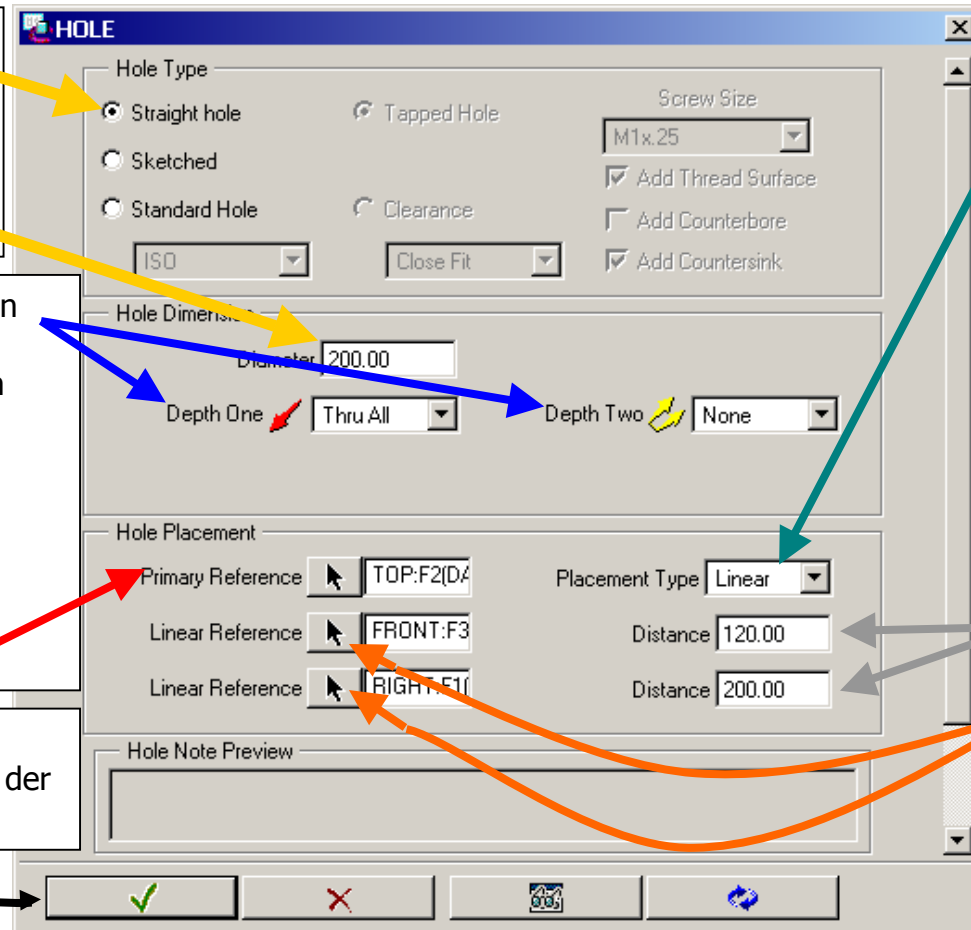 HOLE
Hole Type
Straight hole
Tapped Hole
Screw Size
M1x.25
Sketched
Add Thread Surface
Standard Hole
Clearance
Add Counterbore
ISO
Close Fit
Add Countersink
n
Hole Dimension
Diameter 200.00
Depth One Thru All
Depth Two None
Hole Placement
Primary Reference TOP:F2(DA
Placement Type Linear
Linear Reference FRONT:F3
Distance 120.00
Linear Reference RIGHT:F1(
Distance 200.00
Hole Note Preview
der